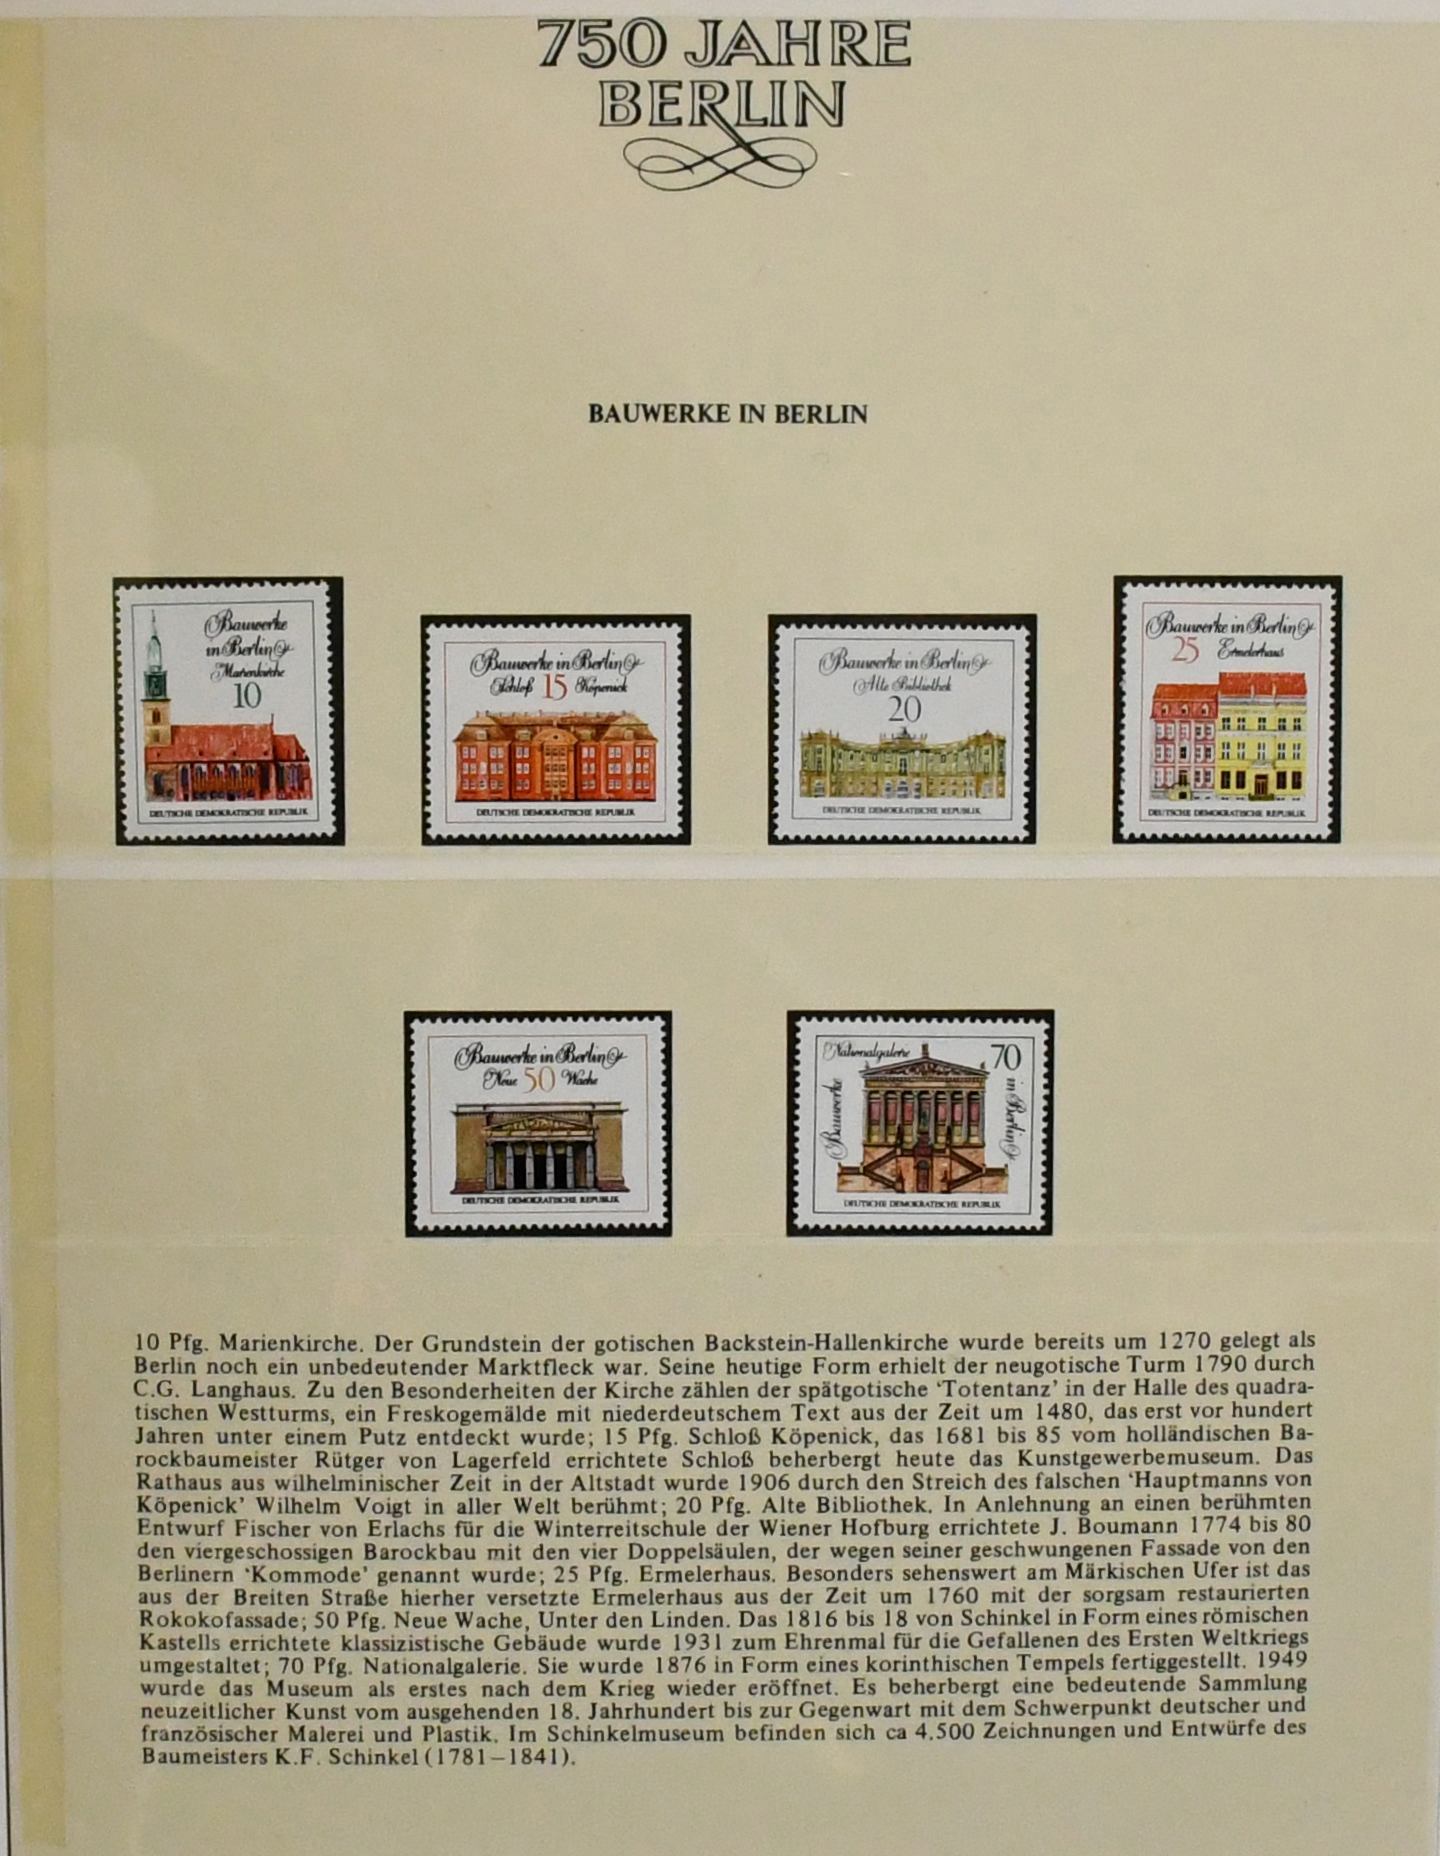 750 JAHRE
BERLIN
BAUWERKE IN BERLIN
Bauwerke
in Berlin
Marienkirche
10
DEUTSCHE DEMOKRATISCHE REPUBLIK
Bauwerke in Berlin
Schloß 15 Köpenick
DEUTSCHE DEMOKRATISCHE REPUBLIK
Bauwerke in Berlin
Alte Bibliothek
20
DEUTSCHE DEMOKRATISCHE REPUBLIK
Bauwerke in Berlin
25 Ermelerhaus
DEUTSCHE DEMOKRATISCHE REPUBLIK
Bauwerke in Berlin
Neue 50 Wache
DEUTSCHE DEMOKRATISCHE REPUBLIK
Nationalgalerie 70
Bauwerke
in Berlin
DEUTSCHE DEMOKRATISCHE REPUBLIK
10 Pfg. Marienkirche. Der Grundstein der gotischen Backstein-Hallenkirche wurde bereits um 1270 gelegt als
Berlin noch ein unbedeutender Marktfleck war. Seine heutige Form erhielt der neugotische Turm 1790 durch
C.G. Langhaus. Zu den Besonderheiten der Kirche zählen der spätgotische ‘Totentanz’ in der Halle des quadra-
tischen Westturms, ein Freskogemälde mit niederdeutschem Text aus der Zeit um 1480, das erst vor hundert
Jahren unter einem Putz entdeckt wurde; 15 Pfg. Schloß Köpenick, das 1681 bis 85 vom holländischen Ba-
rockbaumeister Rütger von Lagerfeld errichtete Schloß beherbergt heute das Kunstgewerbemuseum. Das
Rathaus aus wilhelminischer Zeit in der Altstadt wurde 1906 durch den Streich des falschen ‘Hauptmanns von
Köpenick’ Wilhelm Voigt in aller Welt berühmt; 20 Pfg. Alte Bibliothek. In Anlehnung an einen berühmten
Entwurf Fischer von Erlachs für die Winterreitschule der Wiener Hofburg errichtete J. Boumann 1774 bis 80
den viergeschossigen Barockbau mit den vier Doppelsäulen, der wegen seiner geschwungenen Fassade von den
Berlinern ‘Kommode’ genannt wurde; 25 Pfg. Ermelerhaus. Besonders sehenswert am Märkischen Ufer ist das
aus der Breiten Straße hierher versetzte Ermelerhaus aus der Zeit um 1760 mit der sorgsam restaurierten
Rokokofassade; 50 Pfg. Neue Wache, Unter den Linden. Das 1816 bis 18 von Schinkel in Form eines römischen
Kastells errichtete klassizistische Gebäude wurde 1931 zum Ehrenmal für die Gefallenen des Ersten Weltkriegs
umgestaltet; 70 Pfg. Nationalgalerie. Sie wurde 1876 in Form eines korinthischen Tempels fertiggestellt. 1949
wurde das Museum als erstes nach dem Krieg wieder eröffnet. Es beherbergt eine bedeutende Sammlung
neuzeitlicher Kunst vom ausgehenden 18. Jahrhundert bis zur Gegenwart mit dem Schwerpunkt deutscher und
französischer Malerei und Plastik. Im Schinkelmuseum befinden sich ca 4.500 Zeichnungen und Entwürfe des
Baumeisters K.F. Schinkel (1781–1841).